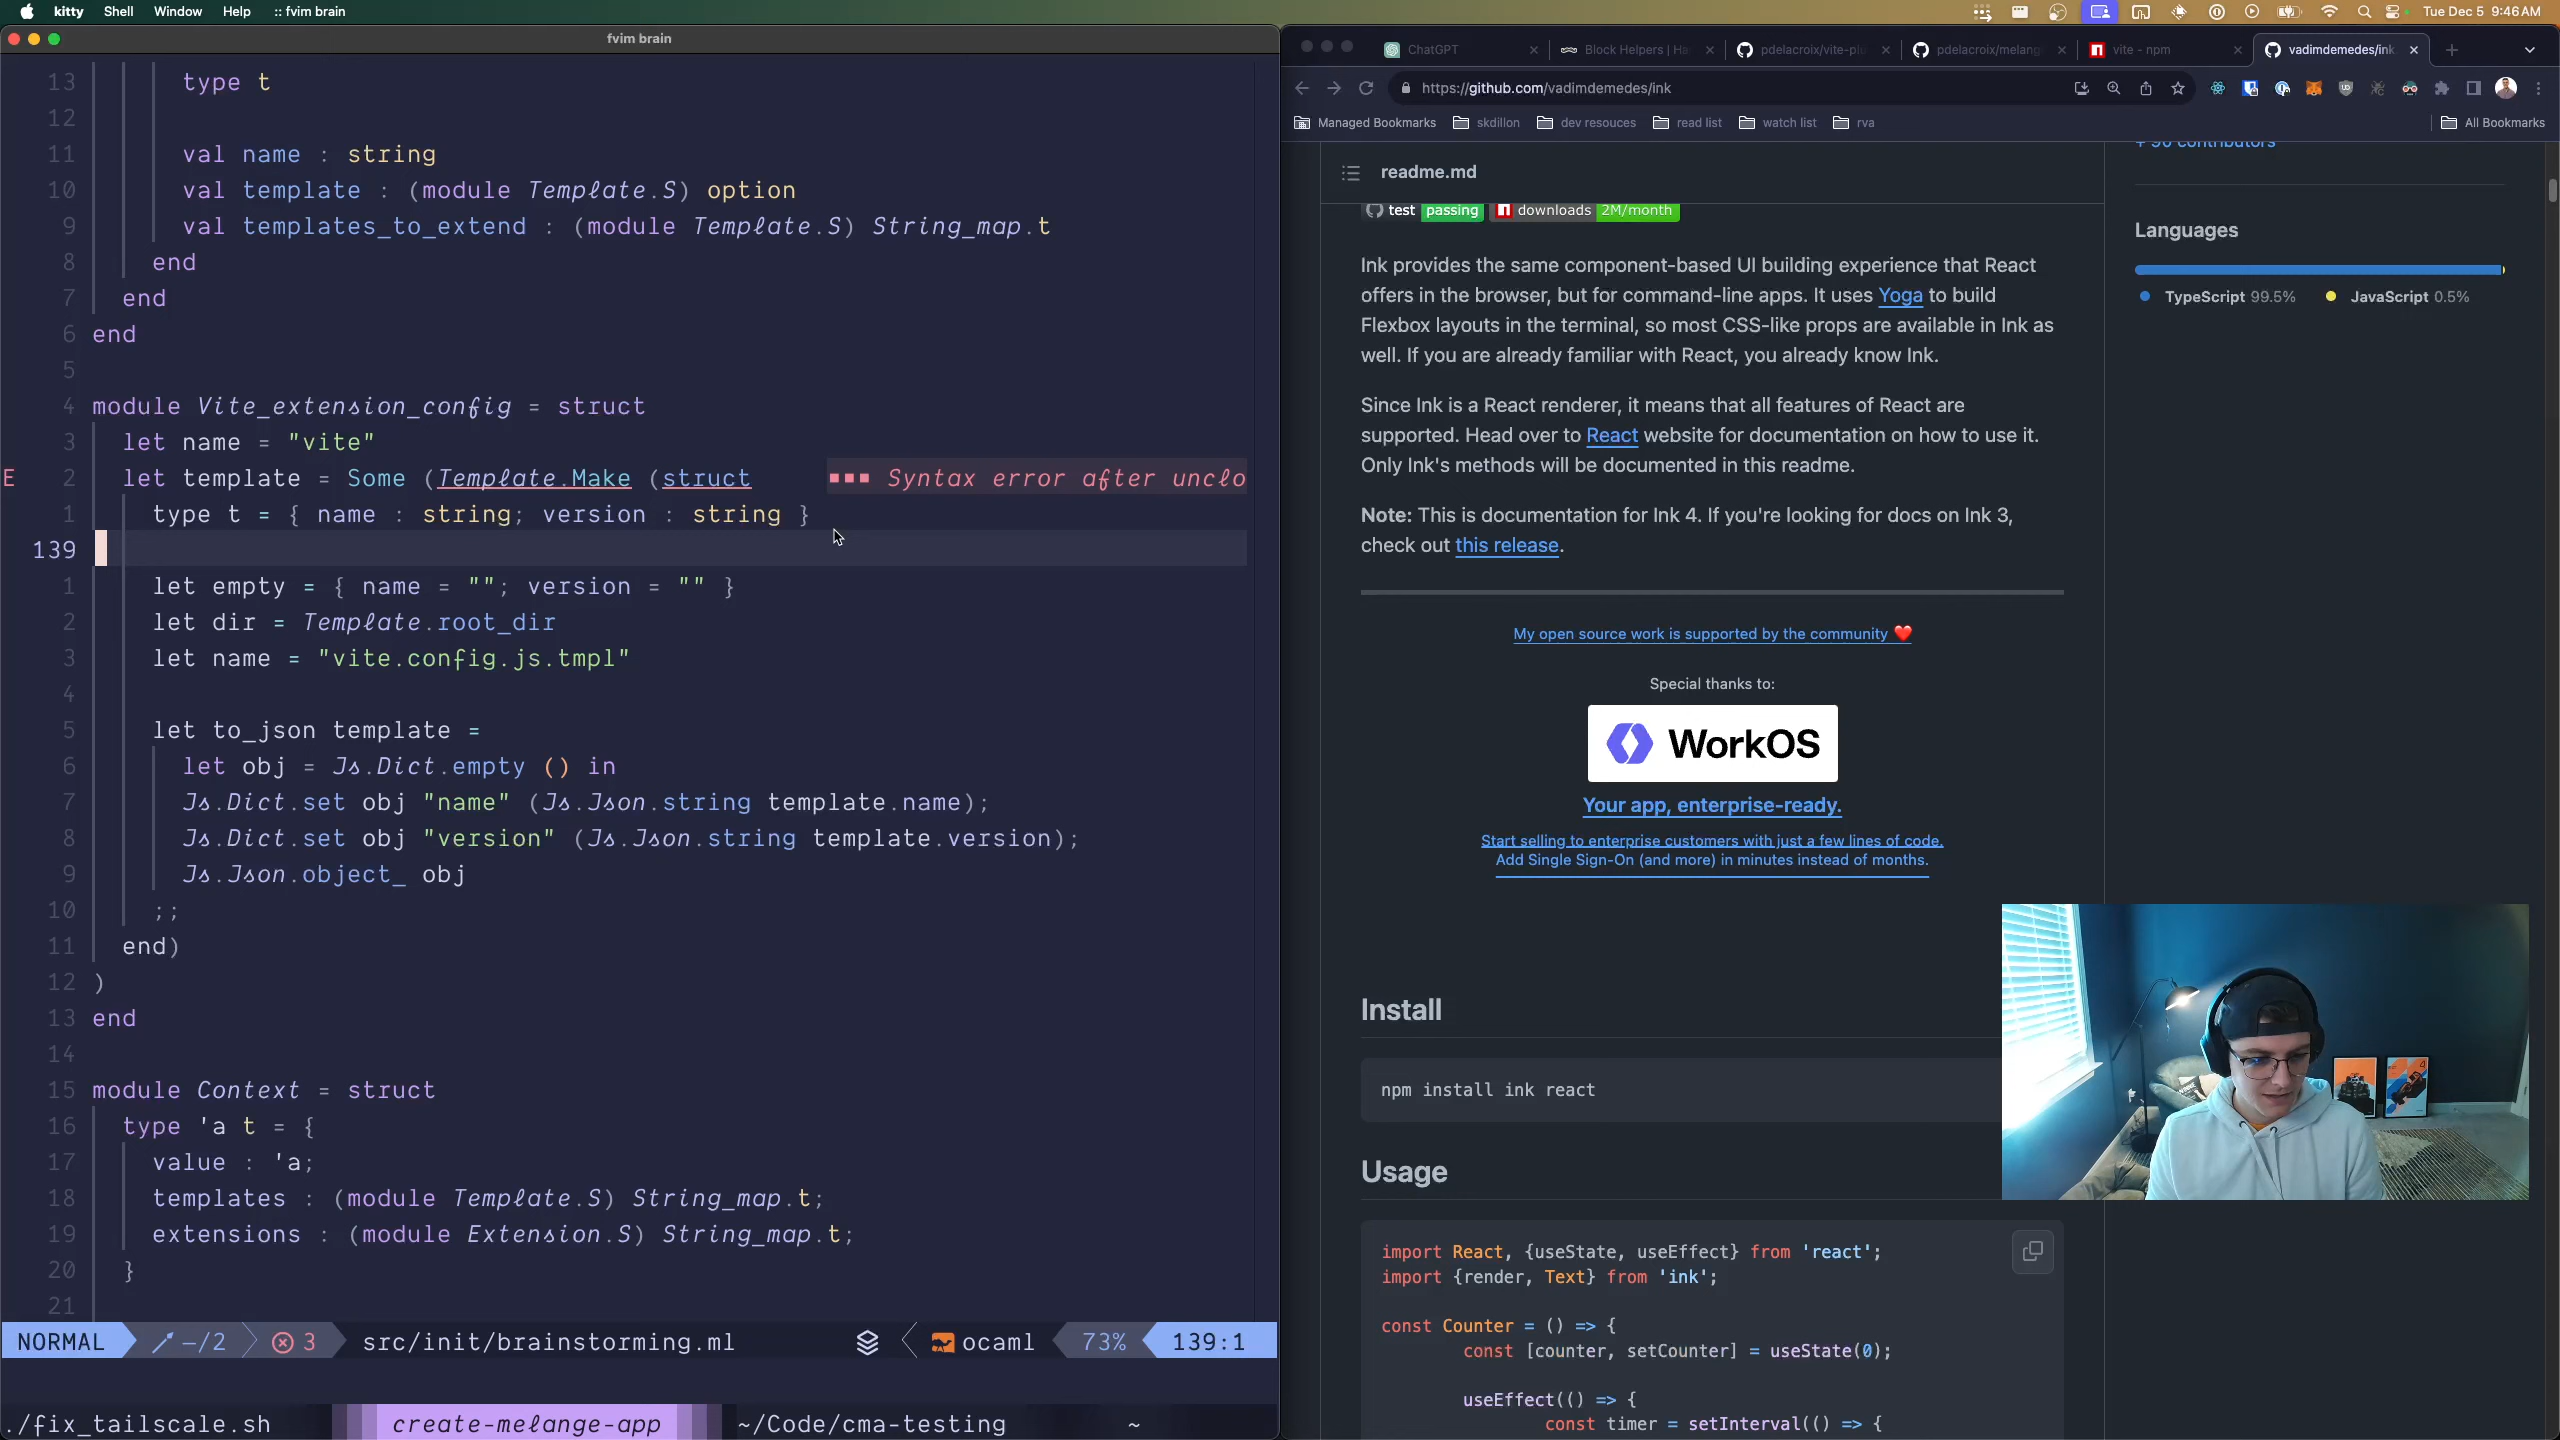 kitty Shell Window Help :: fvim brain
Tue Dec 5 9:46AM
fvim brain
13 type t
12
11 val name : string
10 val template : (module Template.S) option
9 val templates_to_extend : (module Template.S) String_map.t
8 end
7 end
6 end
5
4 module Vite_extension_config = struct
3 let name = "vite"
E 2 let template = Some (Template.Make (struct ■■■ Syntax error after unclo
1 type t = { name : string; version : string }
139
1 let empty = { name = ""; version = "" }
2 let dir = Template.root_dir
3 let name = "vite.config.js.tmpl"
4
5 let to_json template =
6 let obj = Js.Dict.empty () in
7 Js.Dict.set obj "name" (Js.Json.string template.name);
8 Js.Dict.set obj "version" (Js.Json.string template.version);
9 Js.Json.object_ obj
10 ;;
11 end)
12 )
13 end
14
15 module Context = struct
16 type 'a t = {
17 value : 'a;
18 templates : (module Template.S) String_map.t;
19 extensions : (module Extension.S) String_map.t;
20 }
21
NORMAL –/2 3 src/init/brainstorming.ml ocaml 73% 139:1
./fix_tailscale.sh create-melange-app ~/Code/cma-testing ~
ChatGPT Block Helpers | Ha pdelacroix/vite-plu pdelacroix/melang vite - npm vadimdemedes/ink
https://github.com/vadimdemedes/ink
Managed Bookmarks skdillon dev resouces read list watch list rva All Bookmarks
+ 90 contributors
readme.md
test passing downloads 2M/month
Ink provides the same component-based UI building experience that React
offers in the browser, but for command-line apps. It uses Yoga to build
Flexbox layouts in the terminal, so most CSS-like props are available in Ink as
well. If you are already familiar with React, you already know Ink.
Since Ink is a React renderer, it means that all features of React are
supported. Head over to React website for documentation on how to use it.
Only Ink's methods will be documented in this readme.
Note: This is documentation for Ink 4. If you're looking for docs on Ink 3,
check out this release.
My open source work is supported by the community ❤️
Special thanks to:
WorkOS
Your app, enterprise-ready.
Start selling to enterprise customers with just a few lines of code.
Add Single Sign-On (and more) in minutes instead of months.
Install
npm install ink react
Usage
import React, {useState, useEffect} from 'react';
import {render, Text} from 'ink';
const Counter = () => {
const [counter, setCounter] = useState(0);
useEffect(() => {
const timer = setInterval(() => {
Languages
TypeScript 99.5% JavaScript 0.5%